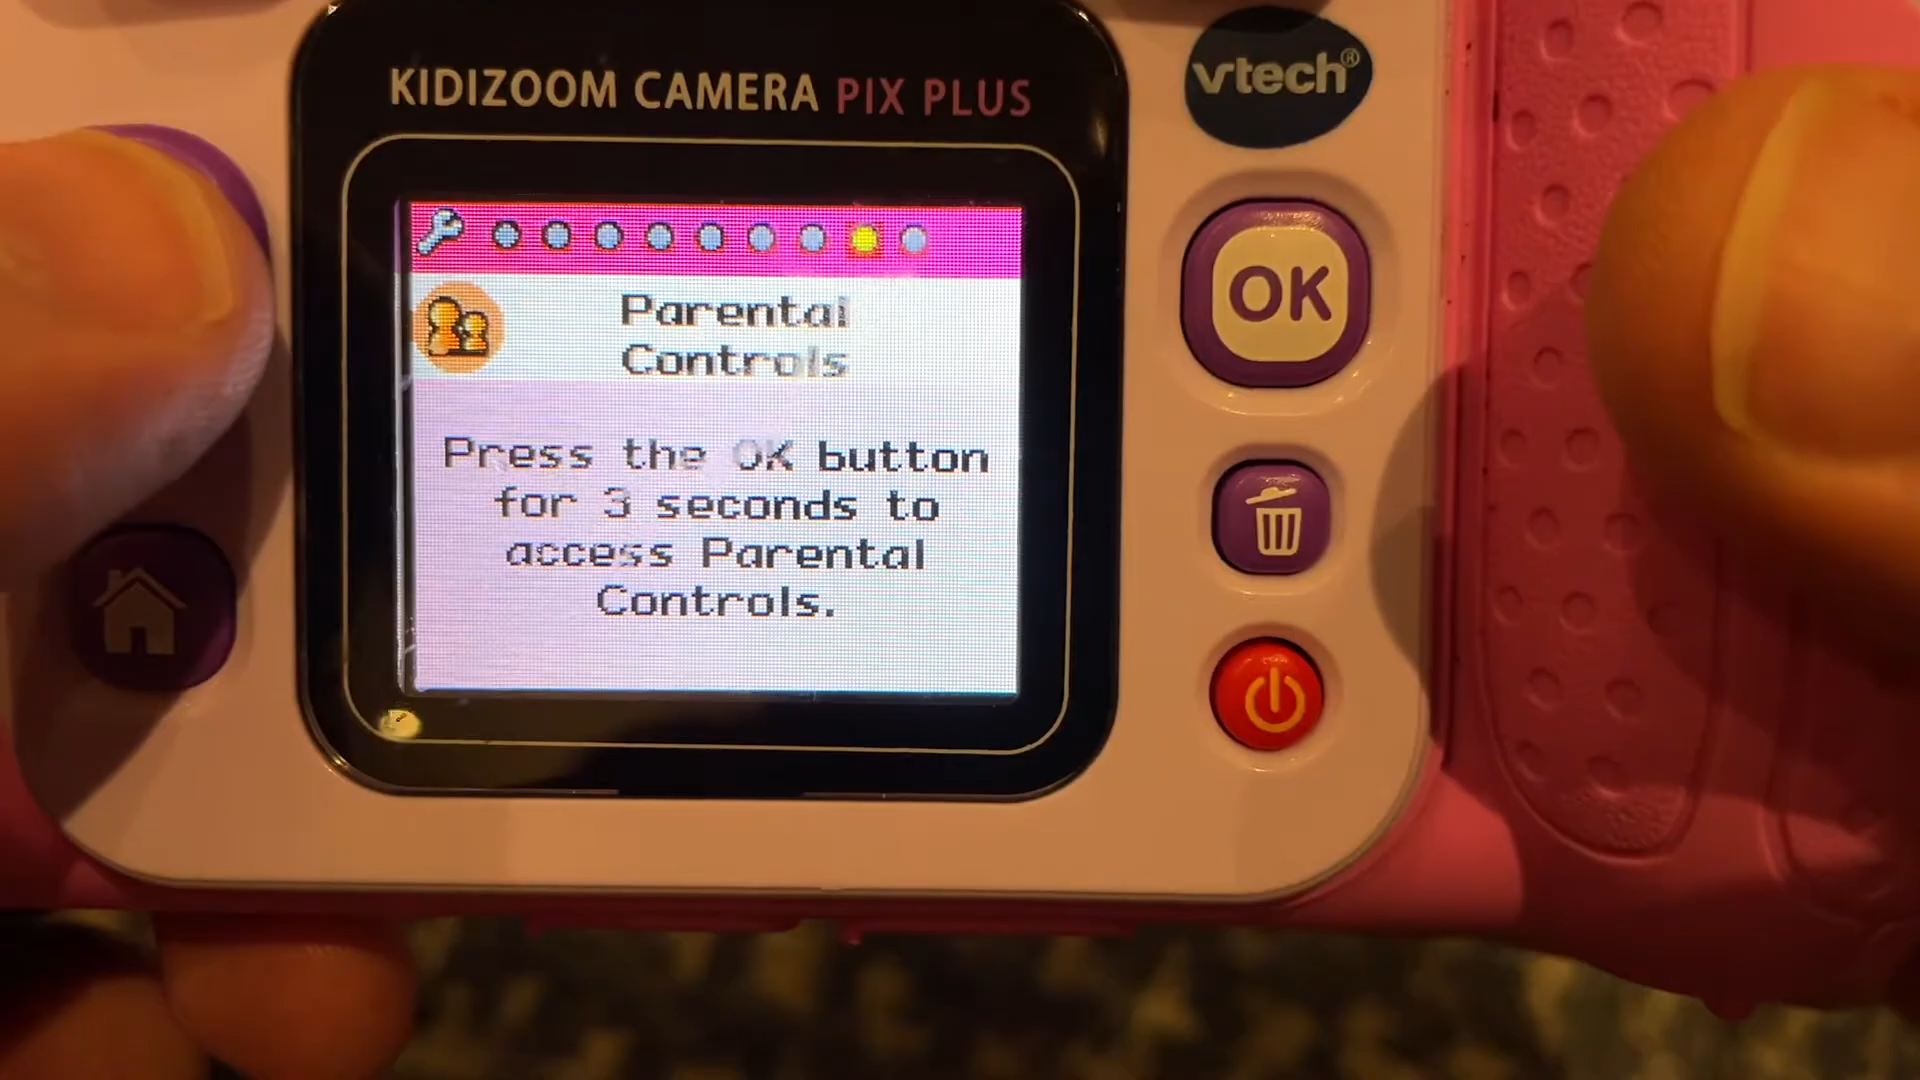 KIDIZOOM CAMERA PIX PLUS
vtech®
Parental
Controls
Press the OK button
for 3 seconds to
access Parental
Controls.
OK